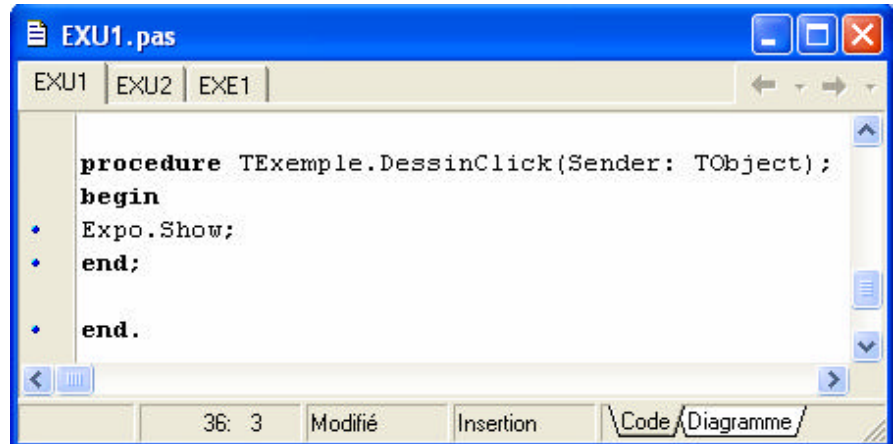 EXU1.pas
EXU1 EXU2 EXE1
procedure TExemple.DessinClick(Sender: TObject);
begin
Expo.Show;
end;
end.
36: 3 Modifié Insertion Code Diagramme